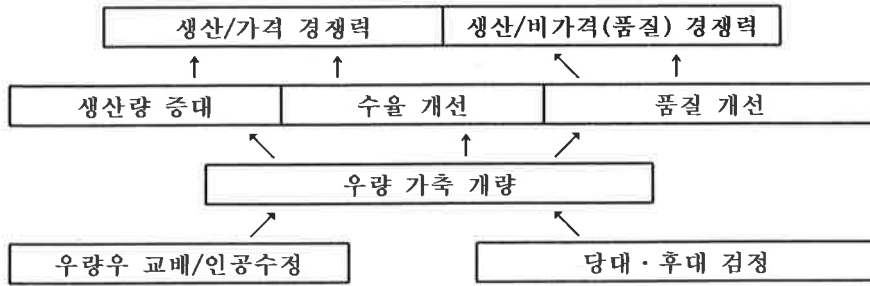 생산/가격 경쟁력 생산/비가격(품질) 경쟁력
생산량 증대 수율 개선 품질 개선
우량 가축 개량
우량우 교배/인공수정 당대·후대 검정